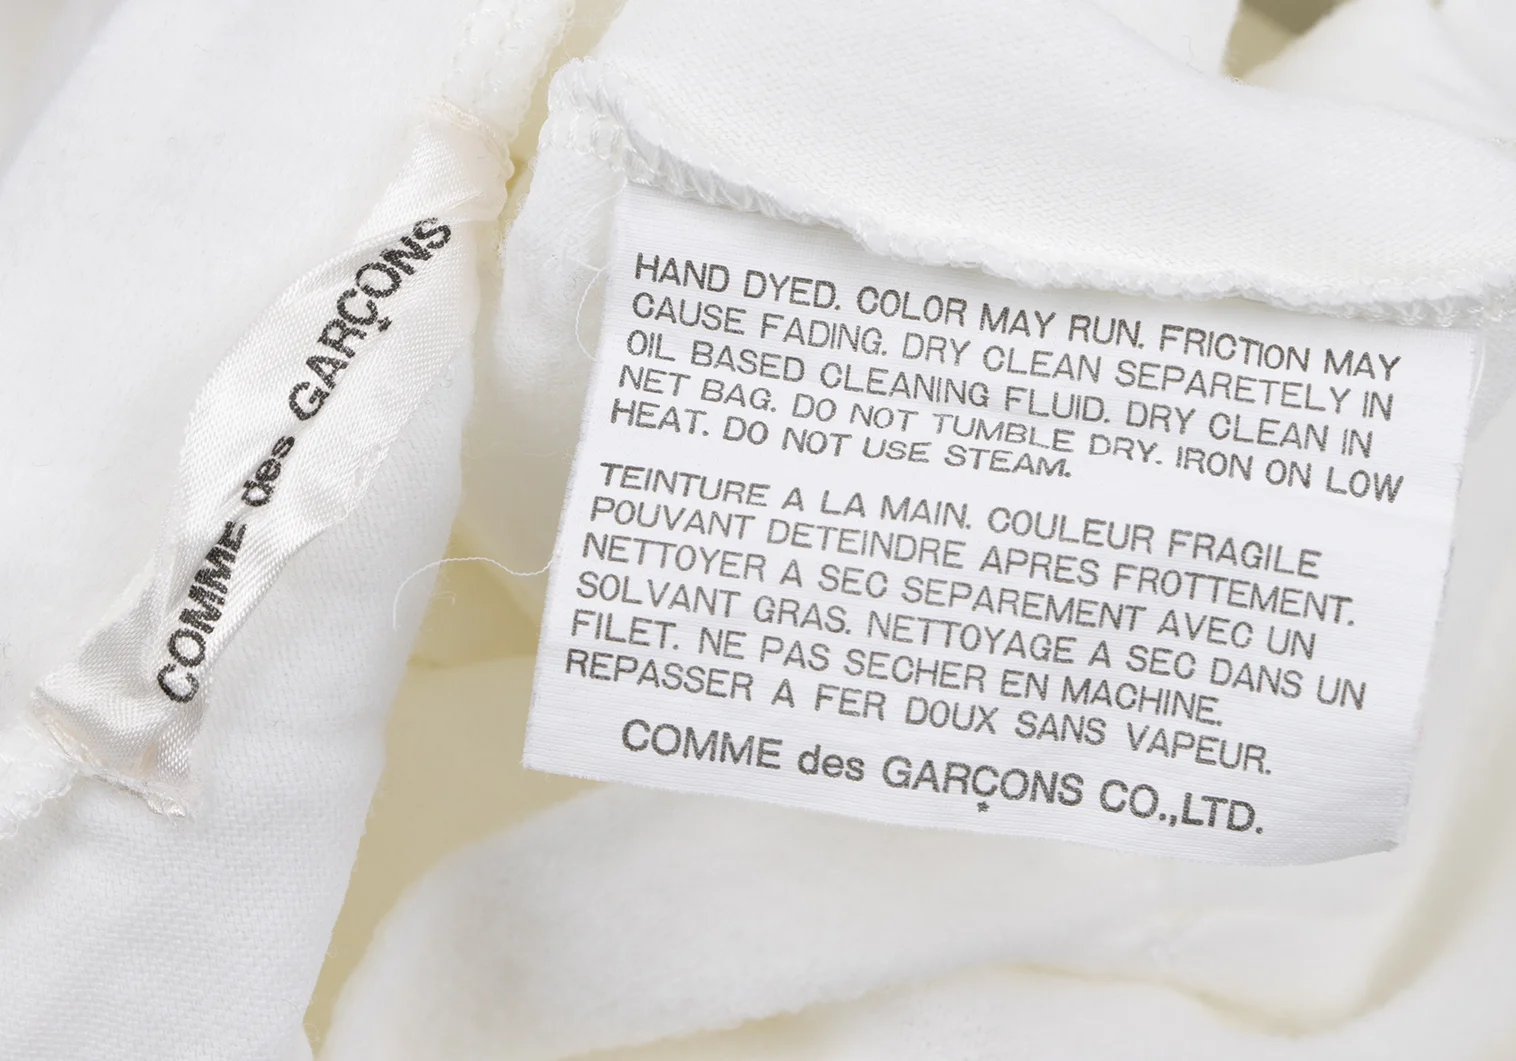 COMME des GARÇONS
HAND DYED. COLOR MAY RUN. FRICTION MAY
CAUSE FADING. DRY CLEAN SEPARETELY IN
OIL BASED CLEANING FLUID. DRY CLEAN IN
NET BAG. DO NOT TUMBLE DRY. IRON ON LOW
HEAT. DO NOT USE STEAM.
TEINTURE A LA MAIN. COULEUR FRAGILE
POUVANT DETEINDRE APRES FROTTEMENT.
NETTOYER A SEC SEPAREMENT AVEC UN
SOLVANT GRAS. NETTOYAGE A SEC DANS UN
FILET. NE PAS SECHER EN MACHINE.
REPASSER A FER DOUX SANS VAPEUR.
COMME des GARÇONS CO.,LTD.